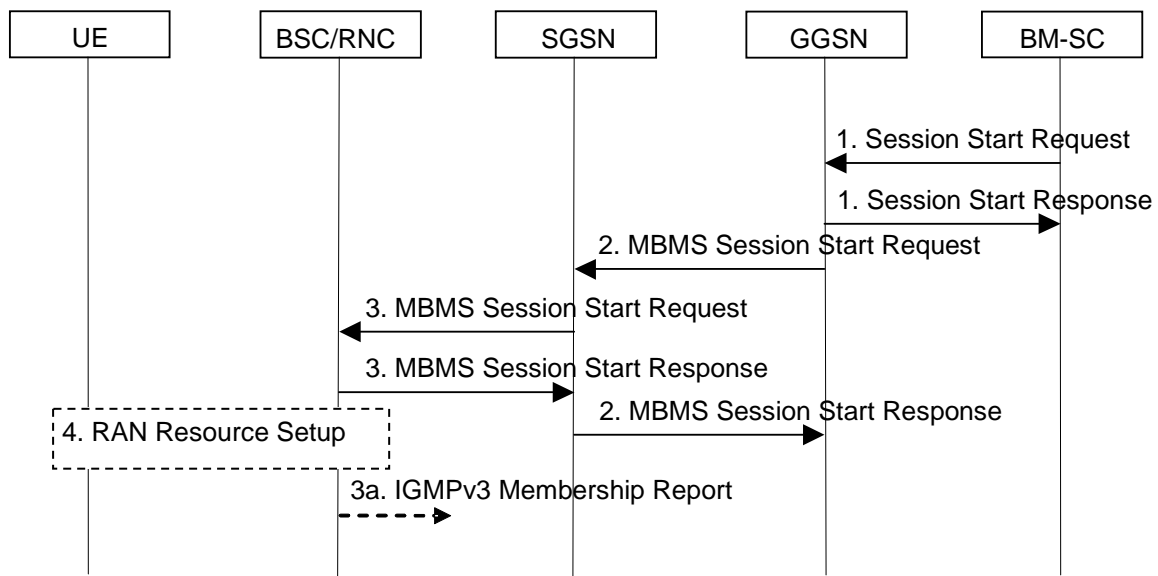 UE
BSC/RNC
SGSN
GGSN
BM-SC
1. Session Start Request
1. Session Start Response
2. MBMS Session Start Request
3. MBMS Session Start Request
3. MBMS Session Start Response
2. MBMS Session Start Response
4. RAN Resource Setup
3a. IGMPv3 Membership Report